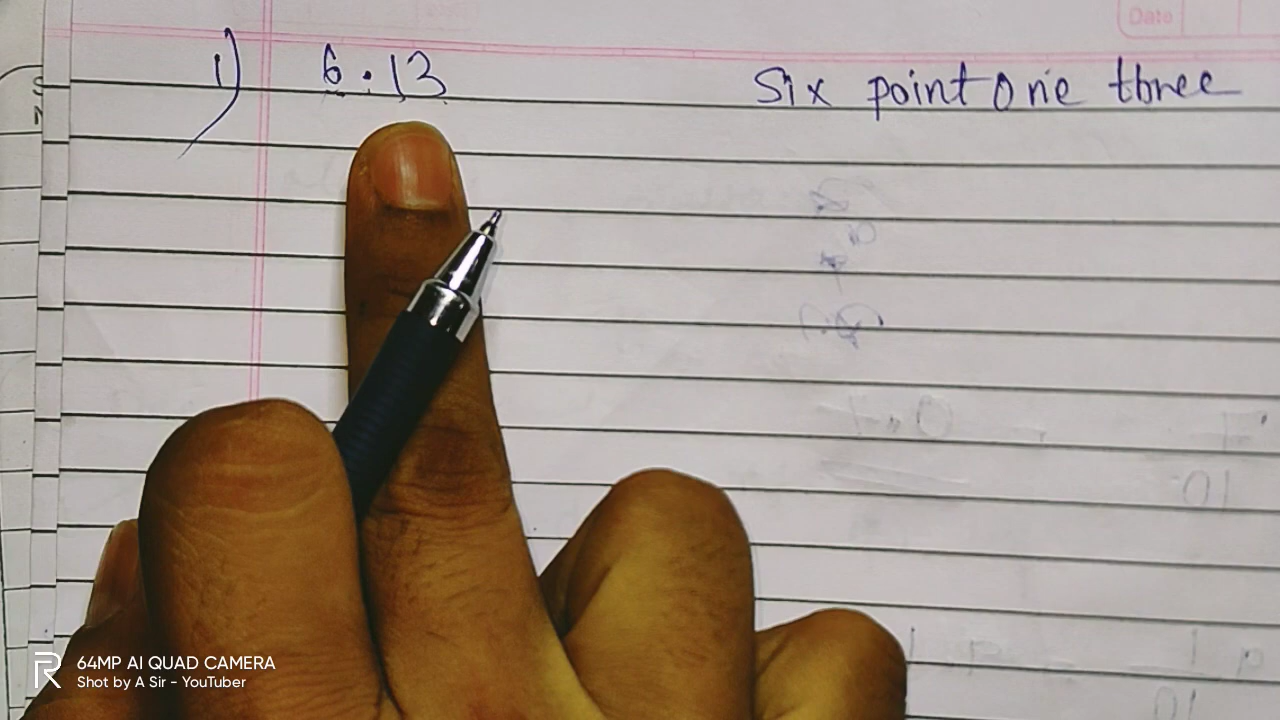 Date
1) 6.13 Six point one three
64MP AI QUAD CAMERA
Shot by A Sir - YouTuber